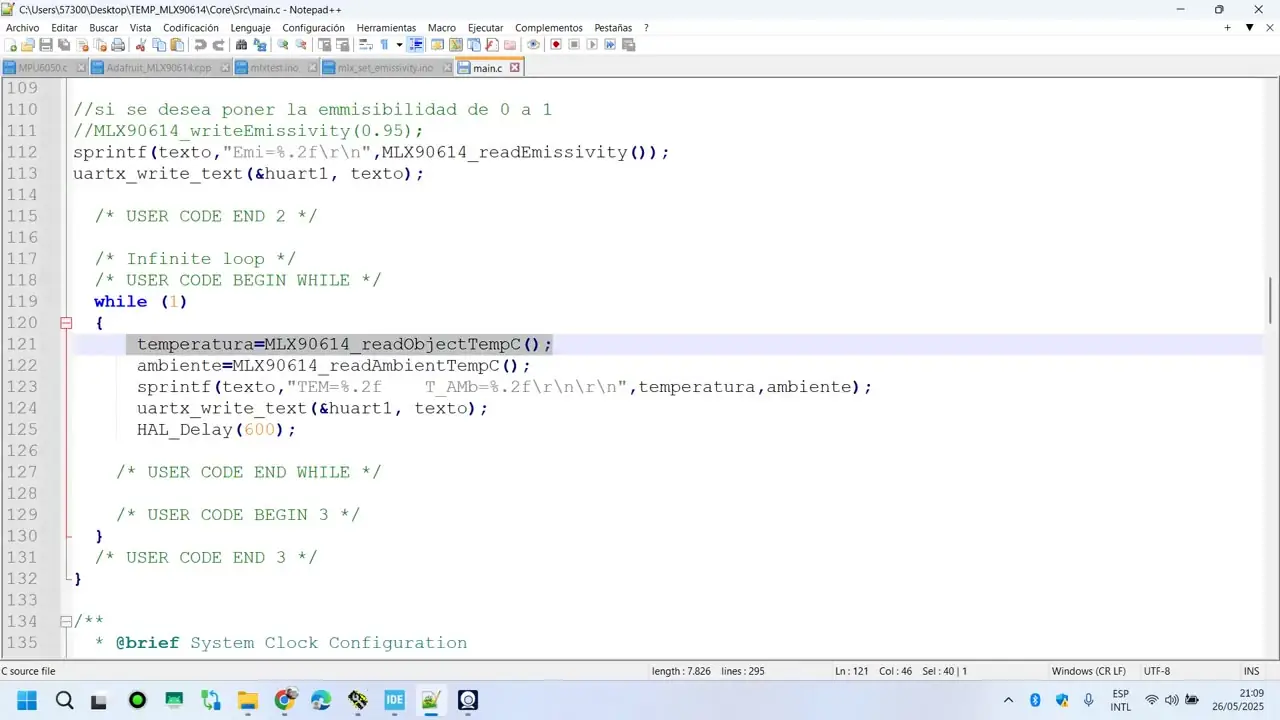 C:\Users\57300\Desktop\TEMP_MLX90614\Core\Src\main.c - Notepad++
Archivo Editar Buscar Vista Codificación Lenguaje Configuración Herramientas Macro Ejecutar Complementos Pestañas ?
MPU6050.c Adafruit_MLX90614.cpp mlxtest.ino mlx_set_emissivity.ino main.c
109
110 //si se desea poner la emmisibilidad de 0 a 1
111 //MLX90614_writeEmissivity(0.95);
112 sprintf(texto,"Emi=%.2f\r\n",MLX90614_readEmissivity());
113 uartx_write_text(&huart1, texto);
114
115 /* USER CODE END 2 */
116
117 /* Infinite loop */
118 /* USER CODE BEGIN WHILE */
119 while (1)
120 {
121 temperatura=MLX90614_readObjectTempC();
122 ambiente=MLX90614_readAmbientTempC();
123 sprintf(texto,"TEM=%.2f    T_AMb=%.2f\r\n\r\n",temperatura,ambiente);
124 uartx_write_text(&huart1, texto);
125 HAL_Delay(600);
126
127 /* USER CODE END WHILE */
128
129 /* USER CODE BEGIN 3 */
130 }
131 /* USER CODE END 3 */
132 }
133
134 /**
135 * @brief System Clock Configuration
C source file length : 7.826 lines : 295 Ln : 121 Col : 46 Sel : 40 | 1 Windows (CR LF) UTF-8 INS
IDE
ESP
INTL
21:09
26/05/2025